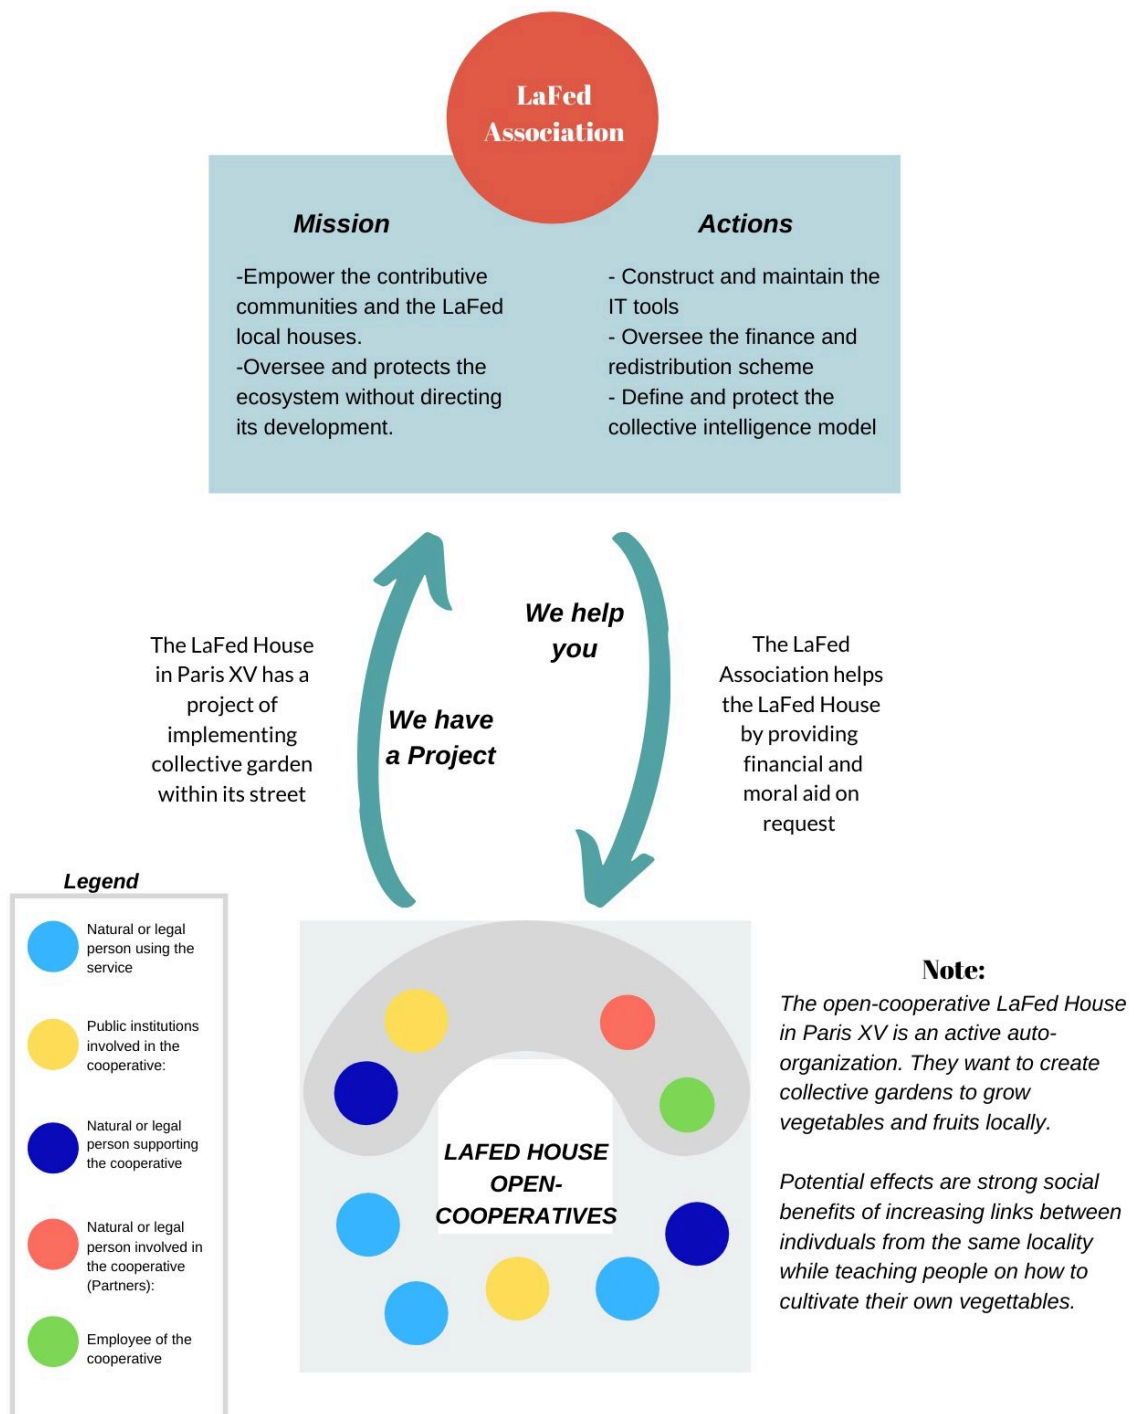 LaFed
Association
Mission
-Empower the contributive
communities and the LaFed
local houses.
-Oversee and protects the
ecosystem without directing
its development.
Actions
- Construct and maintain the
IT tools
- Oversee the finance and
redistribution scheme
- Define and protect the
collective intelligence model
The LaFed House
in Paris XV has a
project of
implementing
collective garden
within its street
We have
a Project
We help
you
The LaFed
Association helps
the LaFed House
by providing
financial and
moral aid on
request
Legend
Natural or legal
person using the
service
Public institutions
involved in the
cooperative:
Natural or legal
person supporting
the cooperative
Natural or legal
person involved in
the cooperative
(Partners):
Employee of the
cooperative
LAFED HOUSE
OPEN-
COOPERATIVES
Note:
The open-cooperative LaFed House
in Paris XV is an active auto-
organization. They want to create
collective gardens to grow
vegetables and fruits locally.
Potential effects are strong social
benefits of increasing links between
indivduals from the same locality
while teaching people on how to
cultivate their own vegettables.